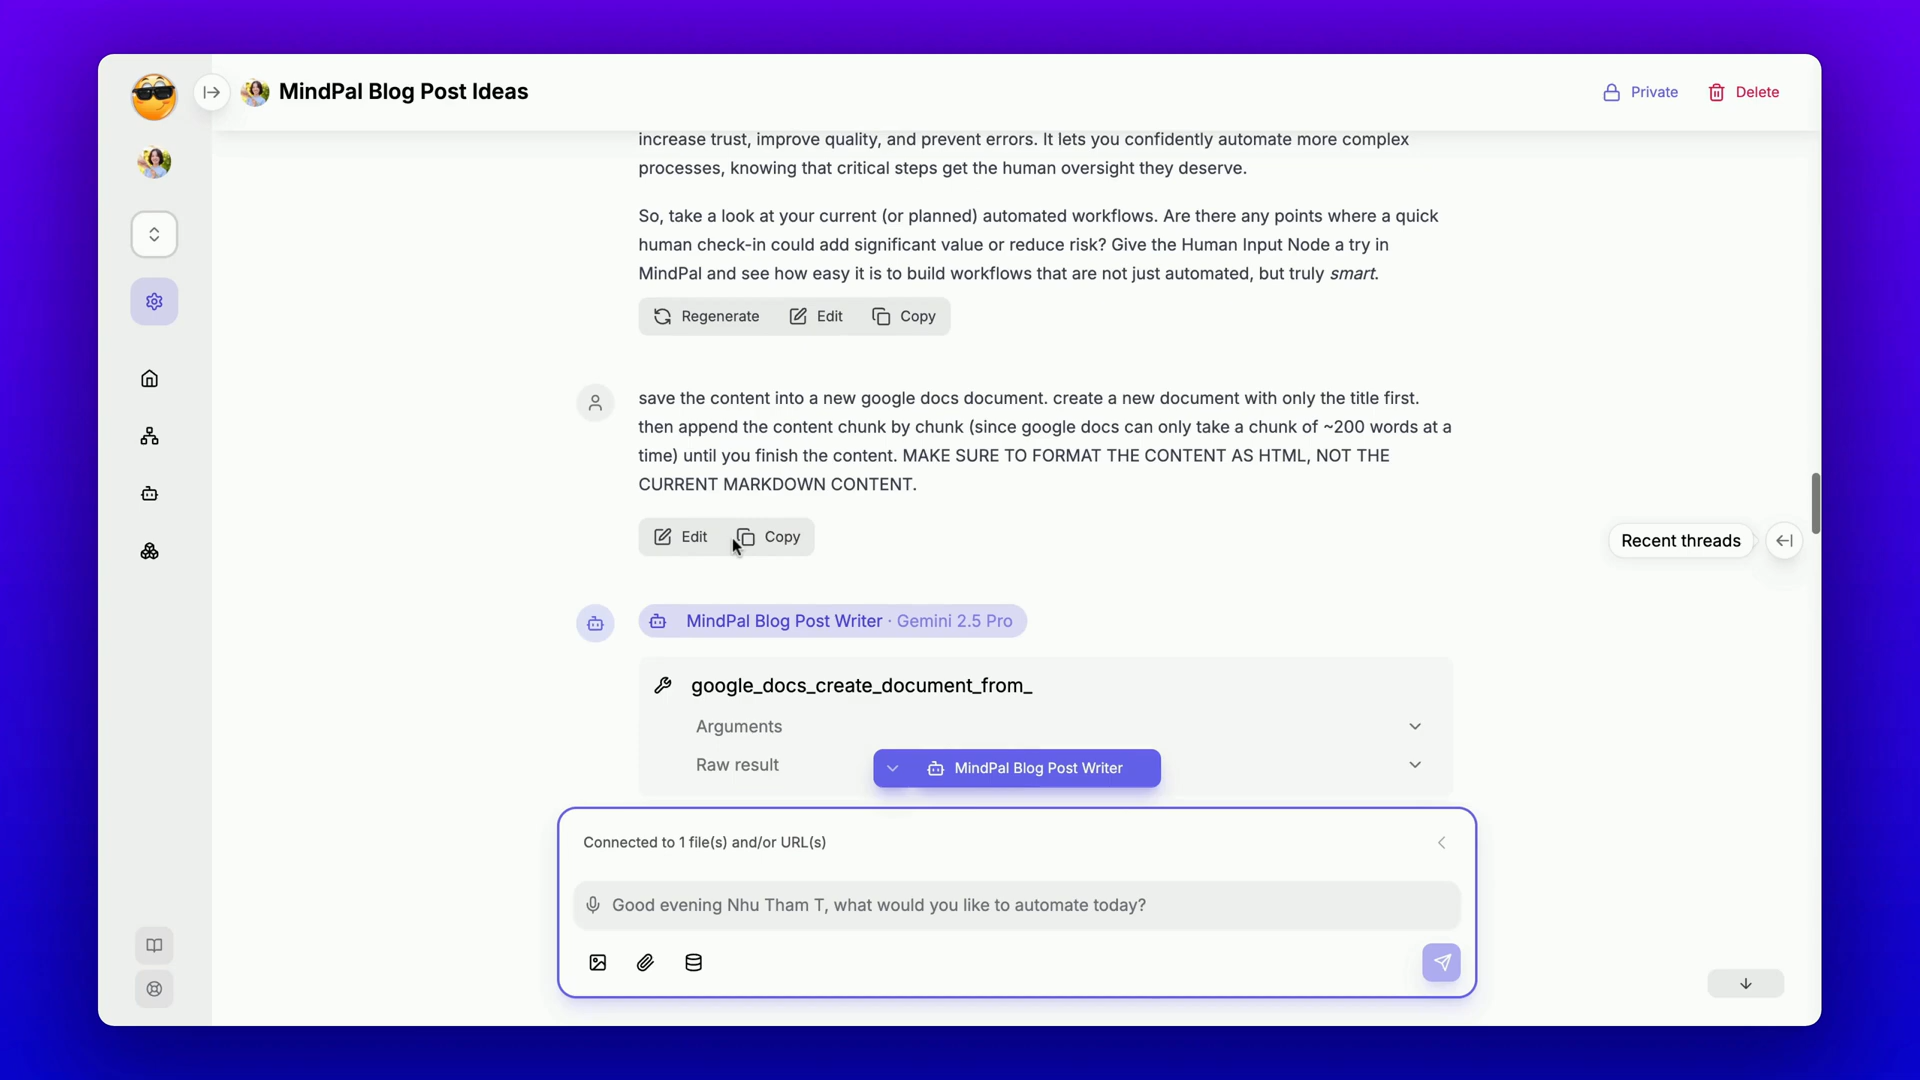 MindPal Blog Post Ideas
Private
Delete
increase trust, improve quality, and prevent errors. It lets you confidently automate more complex
processes, knowing that critical steps get the human oversight they deserve.
So, take a look at your current (or planned) automated workflows. Are there any points where a quick
human check-in could add significant value or reduce risk? Give the Human Input Node a try in
MindPal and see how easy it is to build workflows that are not just automated, but truly smart.
Regenerate
Edit
Copy
save the content into a new google docs document. create a new document with only the title first.
then append the content chunk by chunk (since google docs can only take a chunk of ~200 words at a
time) until you finish the content. MAKE SURE TO FORMAT THE CONTENT AS HTML, NOT THE
CURRENT MARKDOWN CONTENT.
Edit
Copy
Recent threads
MindPal Blog Post Writer · Gemini 2.5 Pro
google_docs_create_document_from_
Arguments
Raw result
MindPal Blog Post Writer
Connected to 1 file(s) and/or URL(s)
Good evening Nhu Tham T, what would you like to automate today?